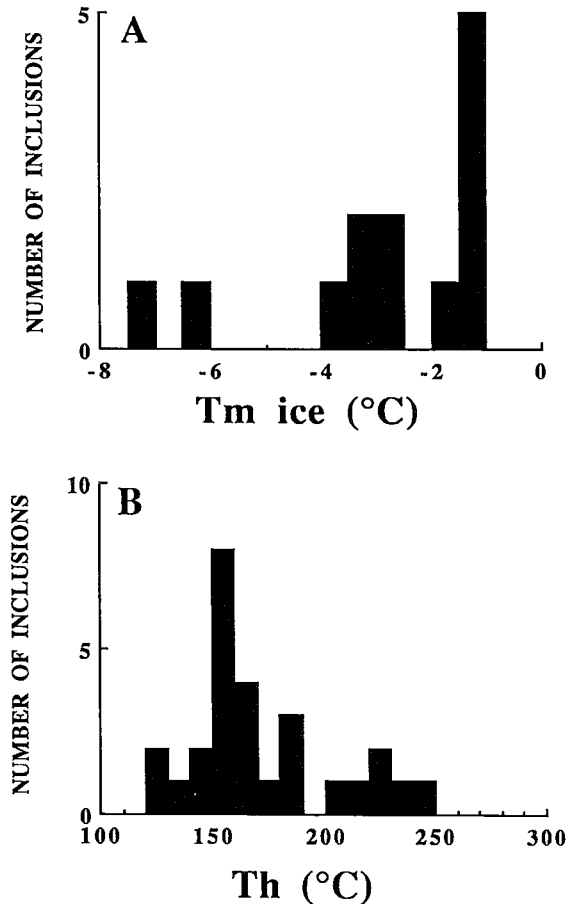 A
NUMBER OF INCLUSIONS
5
0
-8 -6 -4 -2 0
Tm ice (°C)
B
NUMBER OF INCLUSIONS
10
5
0
100 150 200 250 300
Th (°C)